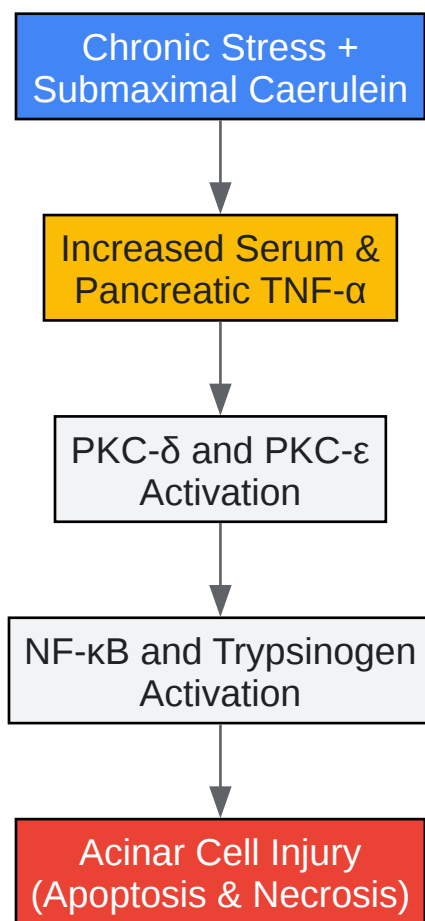 Chronic Stress +
Submaximal Caerulein
Increased Serum &
Pancreatic TNF-α
PKC-δ and PKC-ε
Activation
NF-κB and Trypsinogen
Activation
Acinar Cell Injury
(Apoptosis & Necrosis)